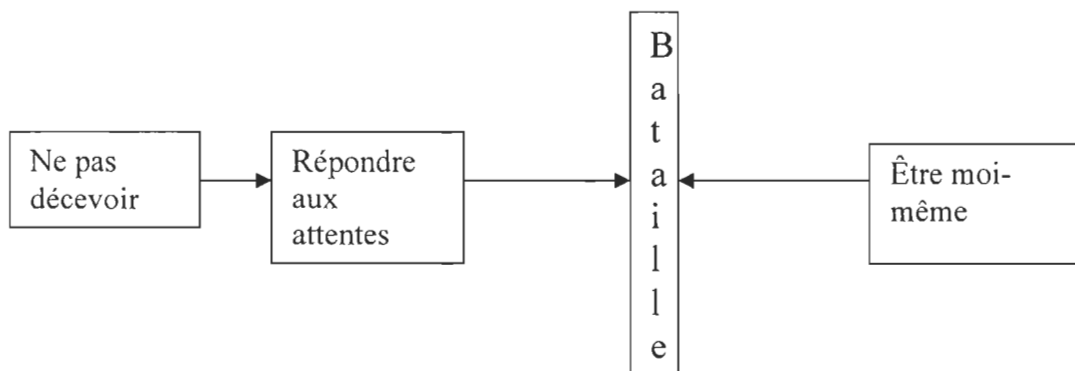 Ne pas
décevoir
Répondre
aux
attentes
B
a
t
a
i
l
l
e
Être moi-
même